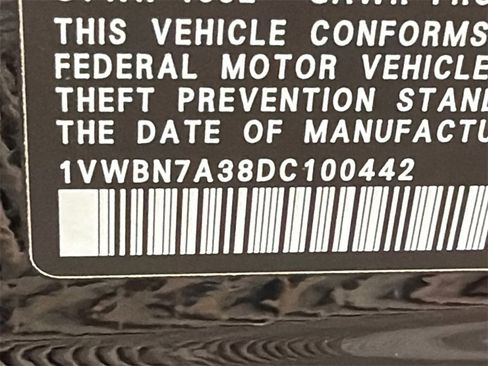 THIS VEHICLE CONFORMS
FEDERAL MOTOR VEHICLE
THEFT PREVENTION STAN
THE DATE OF MANUFACTU
1VWBN7A38DC100442